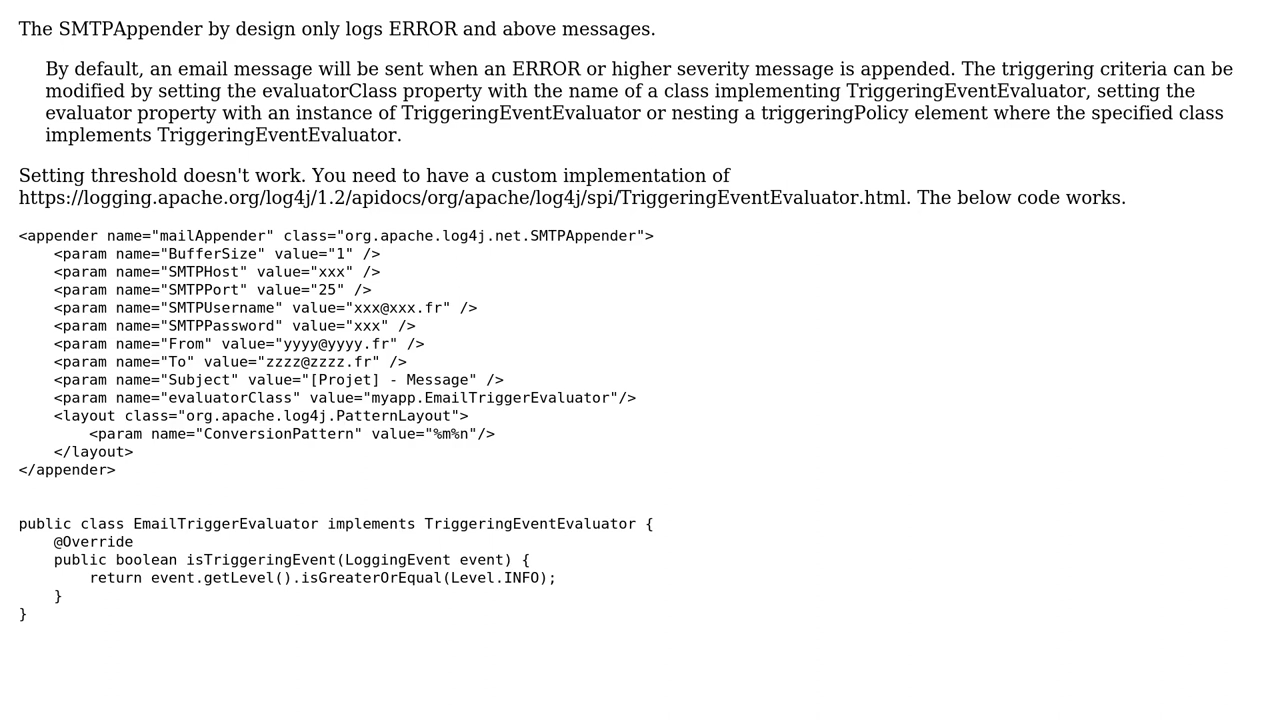 The SMTPAppender by design only logs ERROR and above messages.
By default, an email message will be sent when an ERROR or higher severity message is appended. The triggering criteria can be
modified by setting the evaluatorClass property with the name of a class implementing TriggeringEventEvaluator, setting the
evaluator property with an instance of TriggeringEventEvaluator or nesting a triggeringPolicy element where the specified class
implements TriggeringEventEvaluator.
Setting threshold doesn't work. You need to have a custom implementation of
https://logging.apache.org/log4j/1.2/apidocs/org/apache/log4j/spi/TriggeringEventEvaluator.html. The below code works.
<appender name="mailAppender" class="org.apache.log4j.net.SMTPAppender">
    <param name="BufferSize" value="1" />
    <param name="SMTPHost" value="xxx" />
    <param name="SMTPPort" value="25" />
    <param name="SMTPUsername" value="xxx@xxx.fr" />
    <param name="SMTPPassword" value="xxx" />
    <param name="From" value="yyyy@yyyy.fr" />
    <param name="To" value="zzzz@zzzz.fr" />
    <param name="Subject" value="[Projet] - Message" />
    <param name="evaluatorClass" value="myapp.EmailTriggerEvaluator"/>
    <layout class="org.apache.log4j.PatternLayout">
        <param name="ConversionPattern" value="%m%n"/>
    </layout>
</appender>
public class EmailTriggerEvaluator implements TriggeringEventEvaluator {
    @Override
    public boolean isTriggeringEvent(LoggingEvent event) {
        return event.getLevel().isGreaterOrEqual(Level.INFO);
    }
}